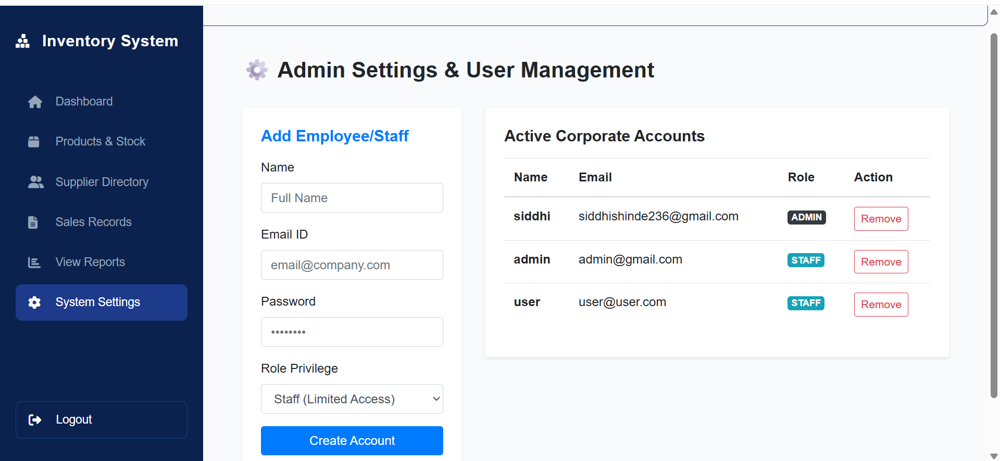 Inventory System
Dashboard
Products & Stock
Supplier Directory
Sales Records
View Reports
System Settings
Logout
Admin Settings & User Management
Add Employee/Staff
Name
Full Name
Email ID
email@company.com
Password
••••••••
Role Privilege
Staff (Limited Access)
Create Account
Active Corporate Accounts
Name Email Role Action
siddhi siddhishinde236@gmail.com ADMIN Remove
admin admin@gmail.com STAFF Remove
user user@user.com STAFF Remove